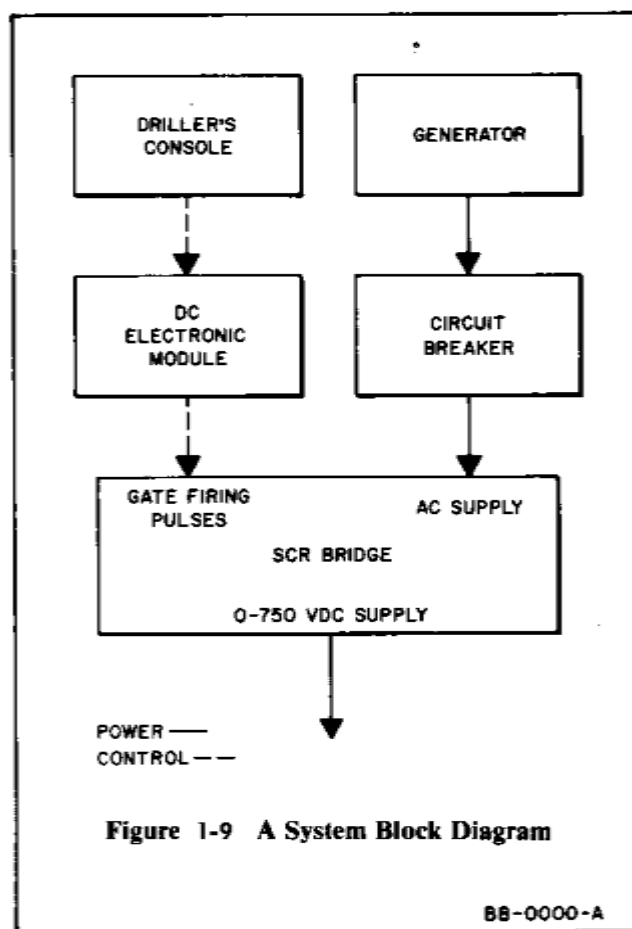 DRILLER'S
CONSOLE
GENERATOR
DC
ELECTRONIC
MODULE
CIRCUIT
BREAKER
GATE FIRING
PULSES
AC SUPPLY
SCR BRIDGE
0-750 VDC SUPPLY
POWER
CONTROL
Figure 1-9 A System Block Diagram
BB-0000-A